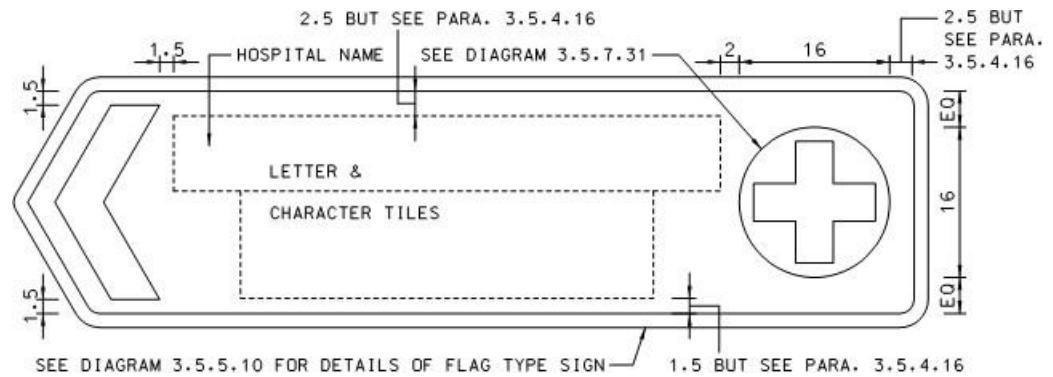 2.5 BUT SEE PARA. 3.5.4.16
2.5 BUT
SEE PARA.
3.5.4.16
1.5
HOSPITAL NAME
SEE DIAGRAM 3.5.7.31
2
16
1.5
EQ
LETTER &
CHARACTER TILES
16
1.5
EQ
SEE DIAGRAM 3.5.5.10 FOR DETAILS OF FLAG TYPE SIGN
1.5 BUT SEE PARA. 3.5.4.16